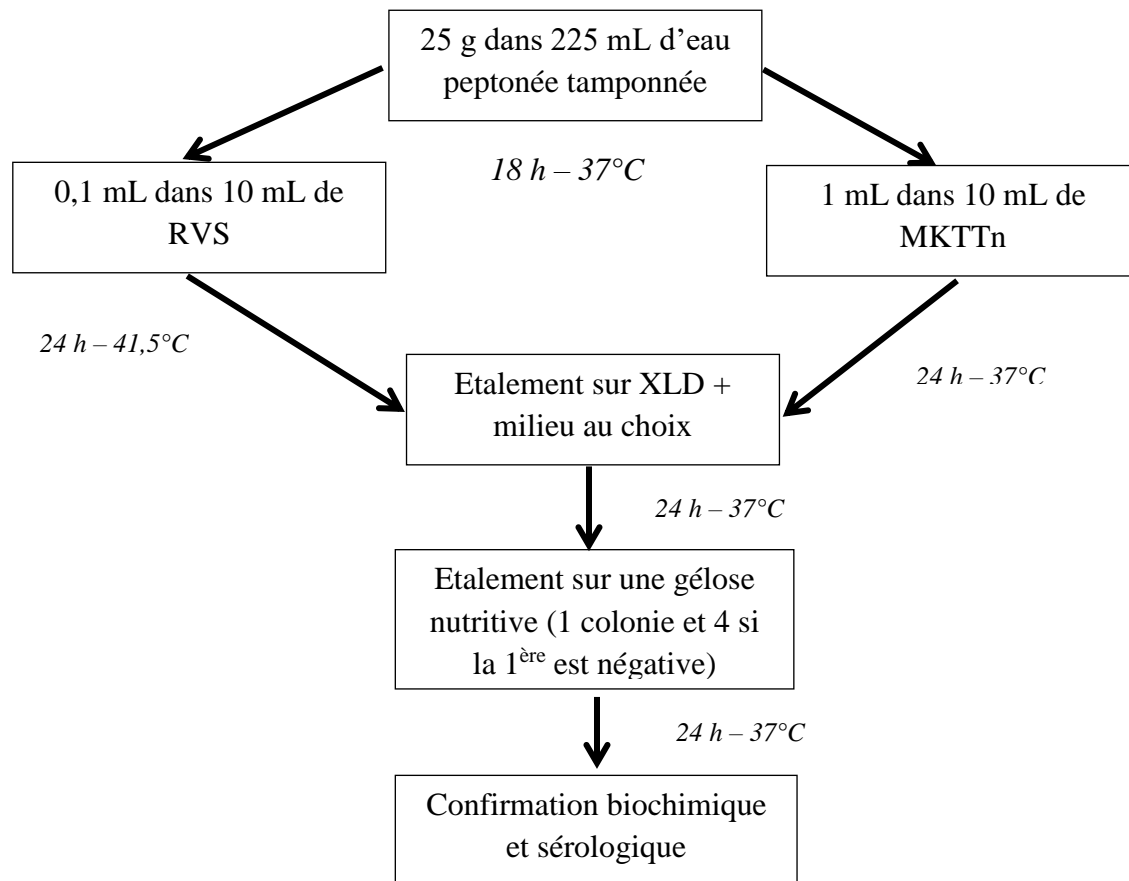 25 g dans 225 mL d'eau
peptonée tamponnée
18 h – 37°C
0,1 mL dans 10 mL de
RVS
1 mL dans 10 mL de
MKTTn
24 h – 41,5°C
24 h – 37°C
Etalement sur XLD +
milieu au choix
24 h – 37°C
Etalement sur une gélose
nutritive (1 colonie et 4 si
la 1ère est négative)
24 h – 37°C
Confirmation biochimique
et sérologique